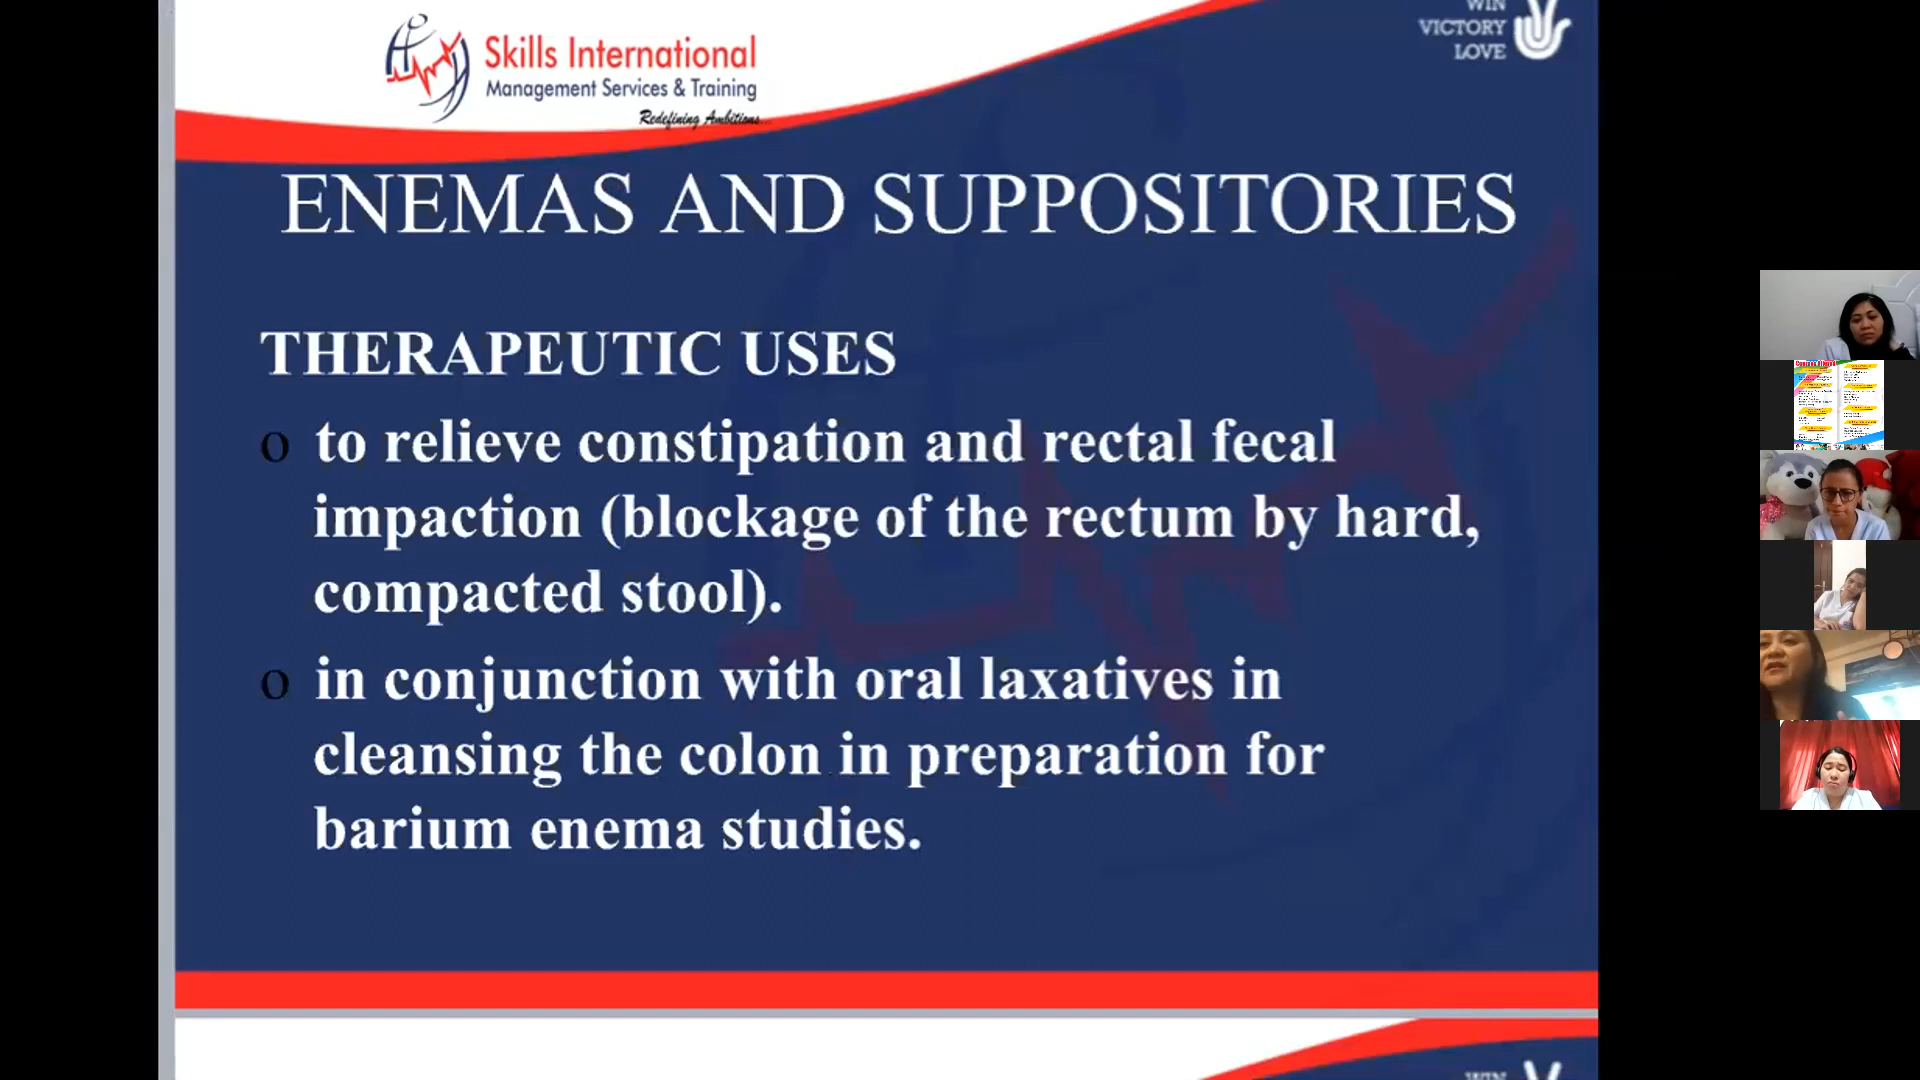 WIN
VICTORY
LOVE
Skills International
Management Services & Training
Redefining Ambitions...
ENEMAS AND SUPPOSITORIES
THERAPEUTIC USES
o to relieve constipation and rectal fecal
impaction (blockage of the rectum by hard,
compacted stool).
o in conjunction with oral laxatives in
cleansing the colon in preparation for
barium enema studies.
WIN